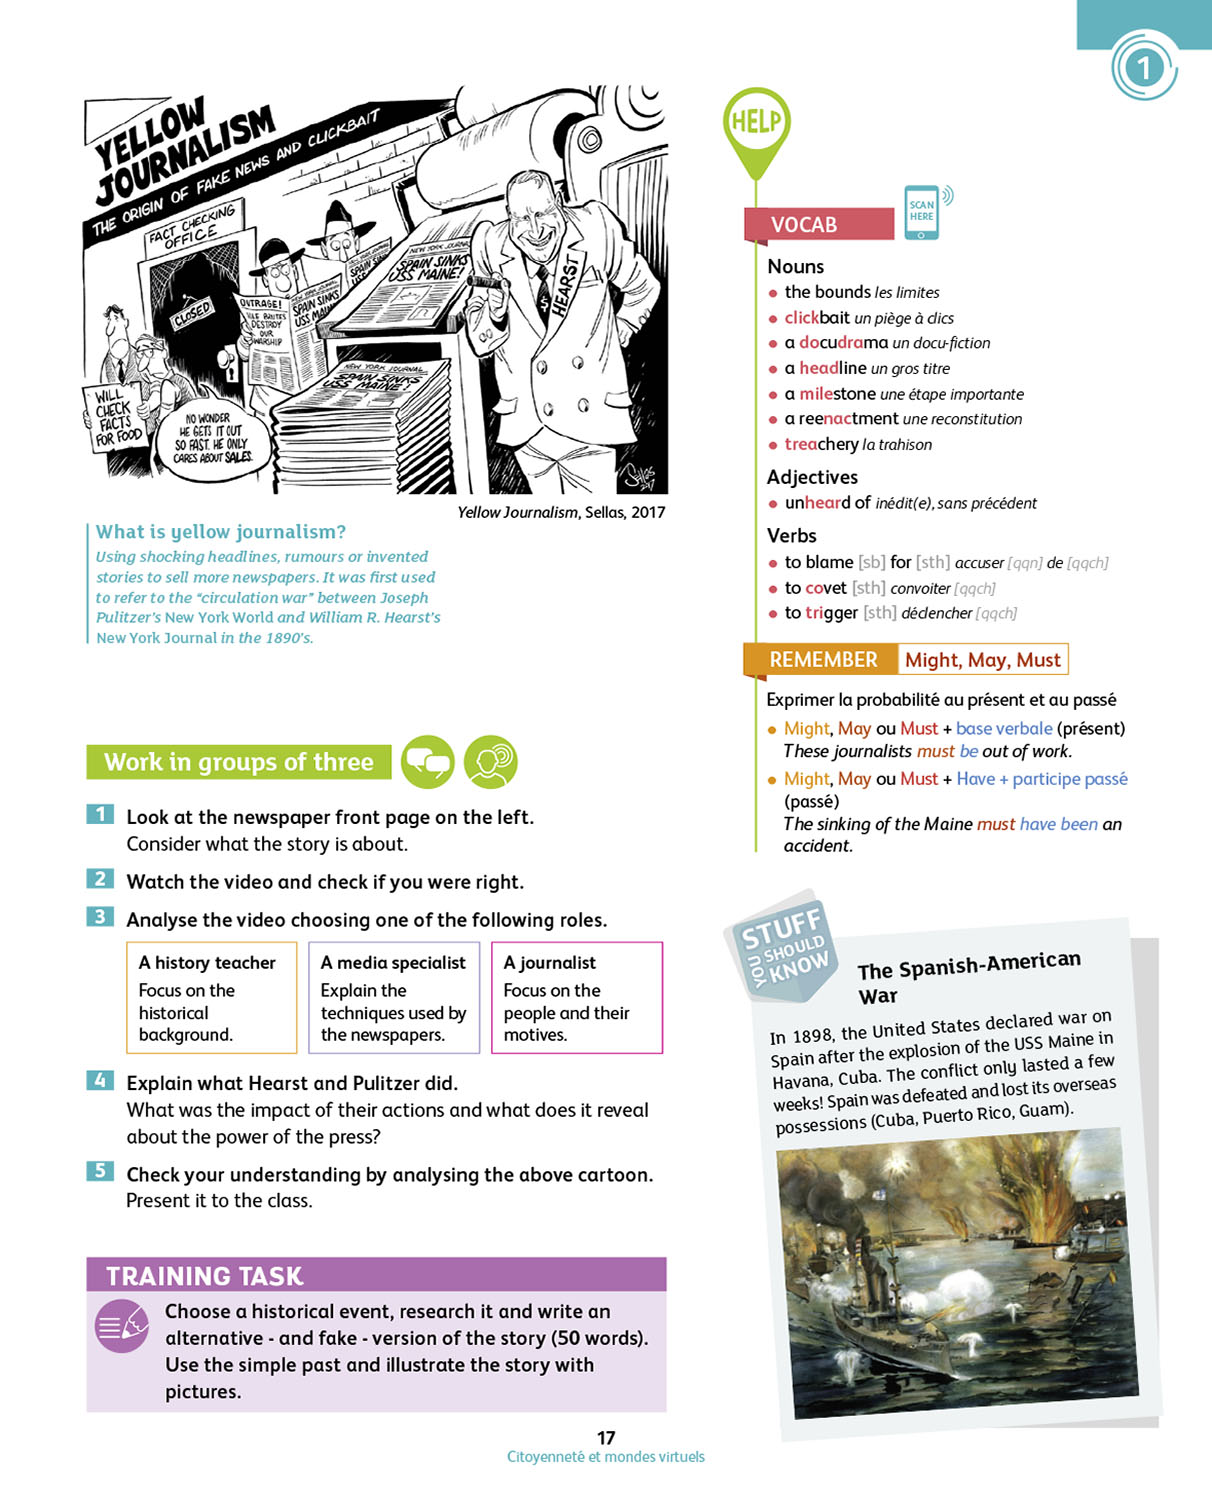 1
YELLOW
JOURNALISM
THE ORIGIN OF FAKE NEWS AND CLICKBAIT
FACT CHECKING
OFFICE
CLOSED
WILL
CHECK
FACTS
FOR FOOD
NO WONDER
HE GETS IT OUT
SO FAST. HE ONLY
CARES ABOUT SALES.
OUTRAGE!
DESTROY
OUR
WARSHIP
SPAIN SINKS
USS MAINE!
NEW YORK JOURNAL
SPAIN SINKS
USS MAINE!
NEW YORK JOURNAL
SPAIN SINKS
USS MAINE!
HEARST
$
Sellas
2017
Yellow Journalism, Sellas, 2017
What is yellow journalism?
Using shocking headlines, rumours or invented
stories to sell more newspapers. It was first used
to refer to the “circulation war” between Joseph
Pulitzer’s New York World and William R. Hearst’s
New York Journal in the 1890’s.
Work in groups of three
1 Look at the newspaper front page on the left.
Consider what the story is about.
2 Watch the video and check if you were right.
3 Analyse the video choosing one of the following roles.
A history teacher
Focus on the
historical
background.
A media specialist
Explain the
techniques used by
the newspapers.
A journalist
Focus on the
people and their
motives.
4 Explain what Hearst and Pulitzer did.
What was the impact of their actions and what does it reveal
about the power of the press?
5 Check your understanding by analysing the above cartoon.
Present it to the class.
TRAINING TASK
Choose a historical event, research it and write an
alternative - and fake - version of the story (50 words).
Use the simple past and illustrate the story with
pictures.
HELP
VOCAB
SCAN
HERE
Nouns
• the bounds les limites
• clickbait un piège à clics
• a docudrama un docu-fiction
• a headline un gros titre
• a milestone une étape importante
• a reenactment une reconstitution
• treachery la trahison
Adjectives
• unheard of inédit(e), sans précédent
Verbs
• to blame [sb] for [sth] accuser [qqn] de [qqch]
• to covet [sth] convoiter [qqch]
• to trigger [sth] déclencher [qqch]
REMEMBER Might, May, Must
Exprimer la probabilité au présent et au passé
• Might, May ou Must + base verbale (présent)
These journalists must be out of work.
• Might, May ou Must + Have + participe passé
(passé)
The sinking of the Maine must have been an
accident.
STUFF
YOU SHOULD
KNOW
The Spanish-American
War
In 1898, the United States declared war on
Spain after the explosion of the USS Maine in
Havana, Cuba. The conflict only lasted a few
weeks! Spain was defeated and lost its overseas
possessions (Cuba, Puerto Rico, Guam).
17
Citoyenneté et mondes virtuels